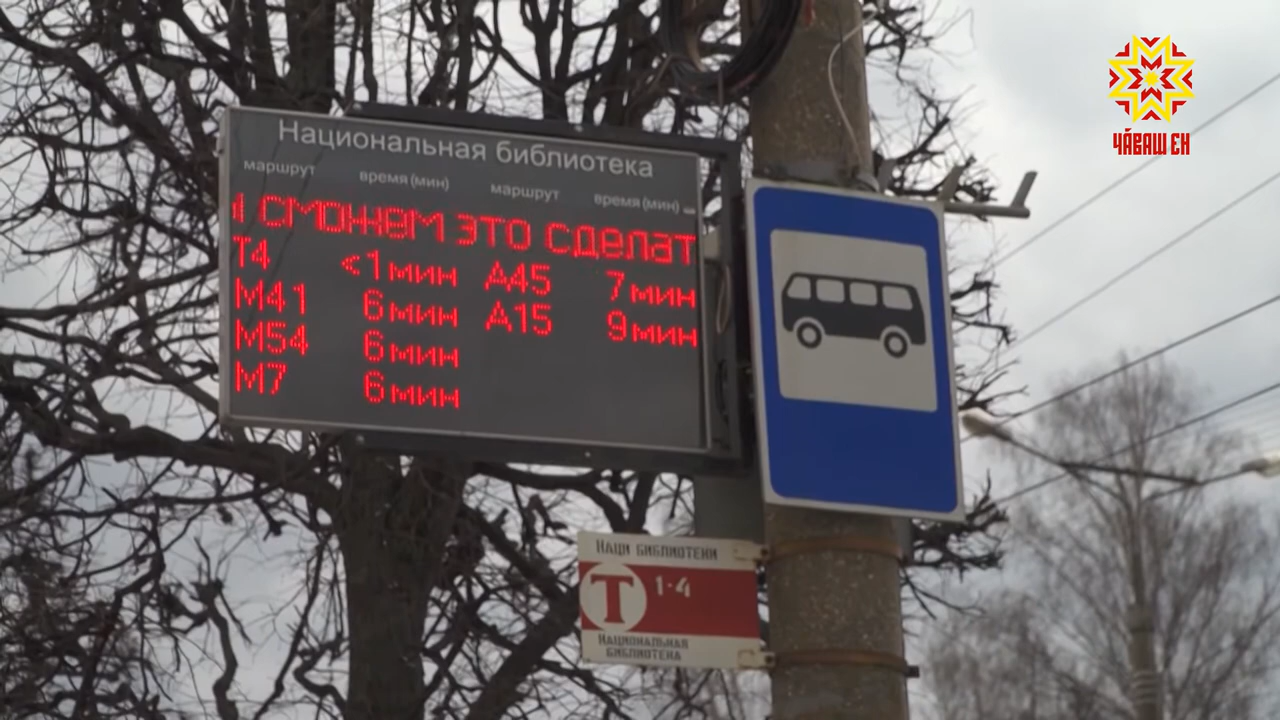 Национальная библиотека
маршрут время (мин) маршрут время (мин)
сможем это сделат
Т4 <1мин А45 7мин
М41 6мин А15 9мин
М54 6мин
М7 6мин
НАЦИ БИБЛИОТЕКИ
Т 1-4
НАЦИОНАЛЬНАЯ
БИБЛИОТЕКА
ЧӐВАШ ЕН